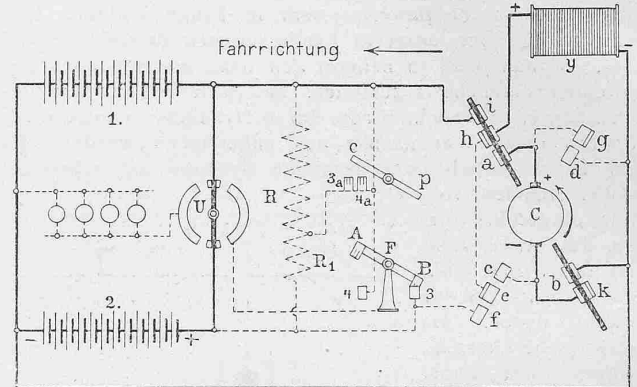 +
−
y
Fahrrichtung
1.
i
h
a
g
d
c
p
3a
4a
R
+
C
−
U
A
F
B
R1
4
3
c
e
f
b
k
2.
−
+